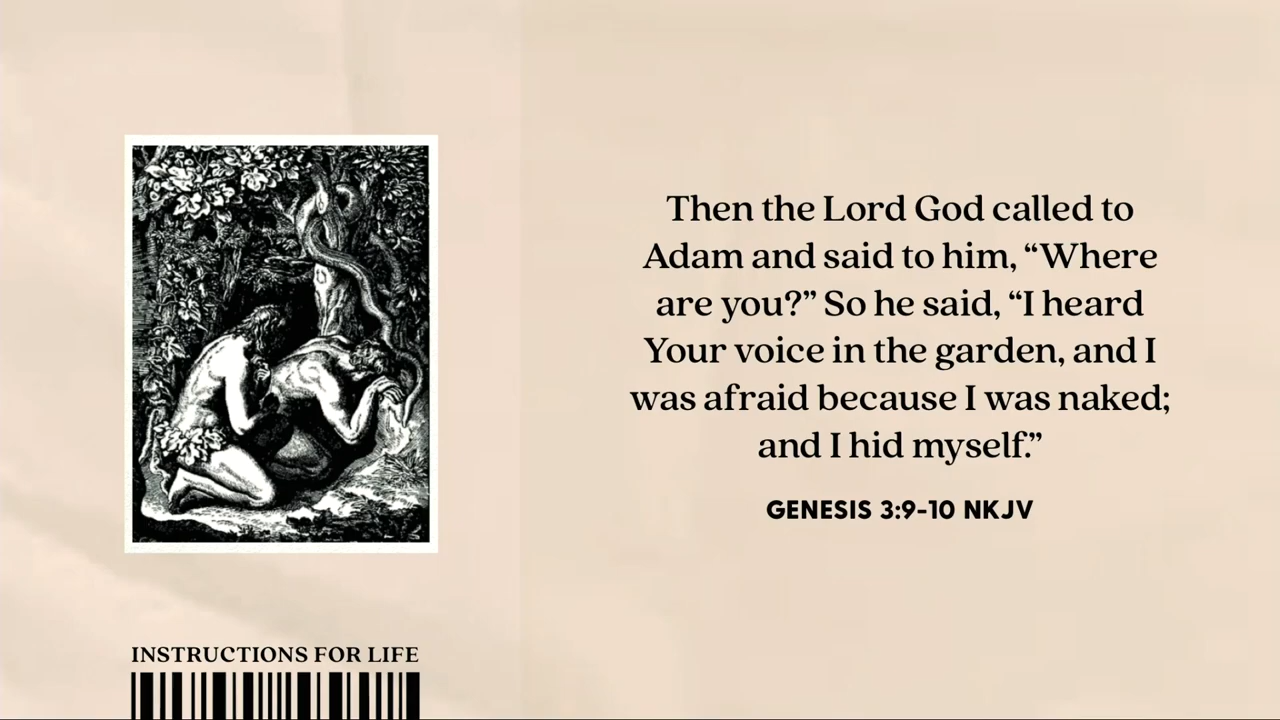 Then the Lord God called to
Adam and said to him, “Where
are you?” So he said, “I heard
Your voice in the garden, and I
was afraid because I was naked;
and I hid myself.”
GENESIS 3:9-10 NKJV
INSTRUCTIONS FOR LIFE